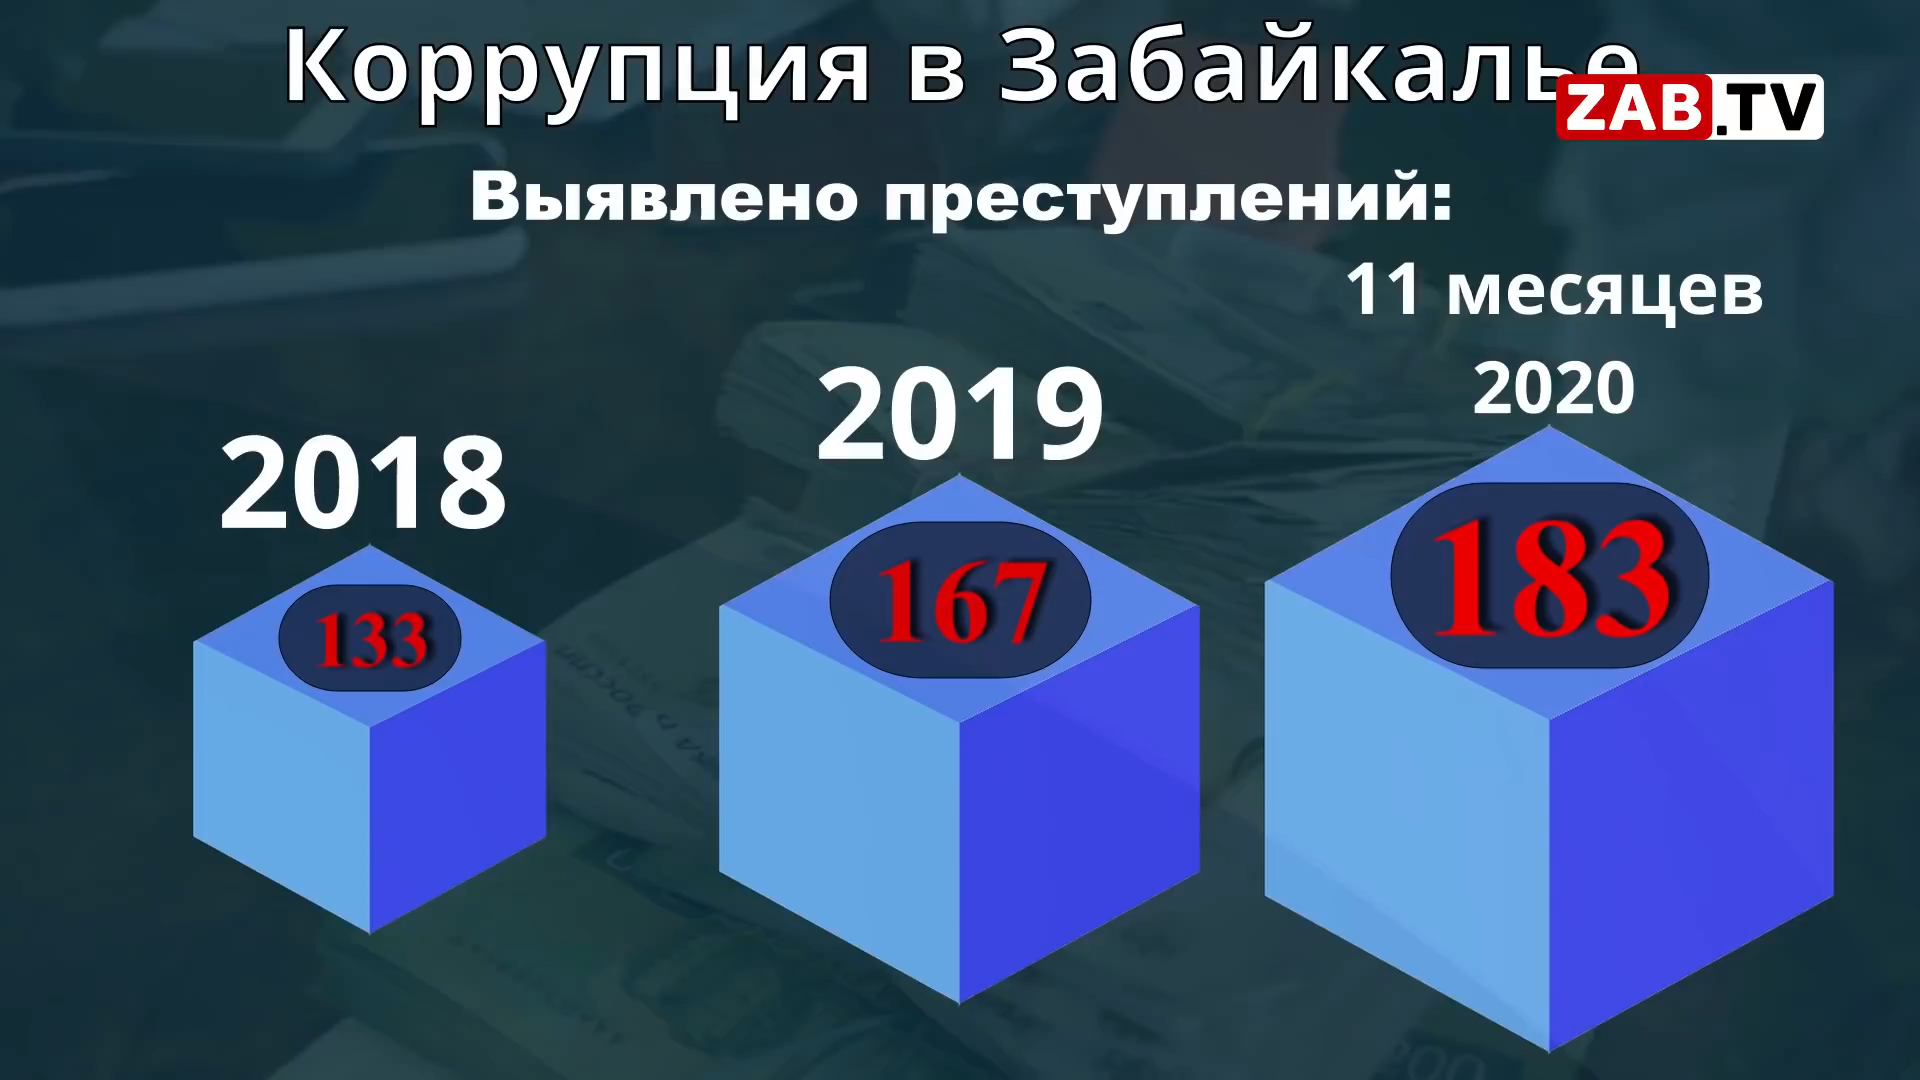 Коррупция в Забайкалье
ZAB.TV
Выявлено преступлений:
11 месяцев
2018
2019
2020
133
167
183